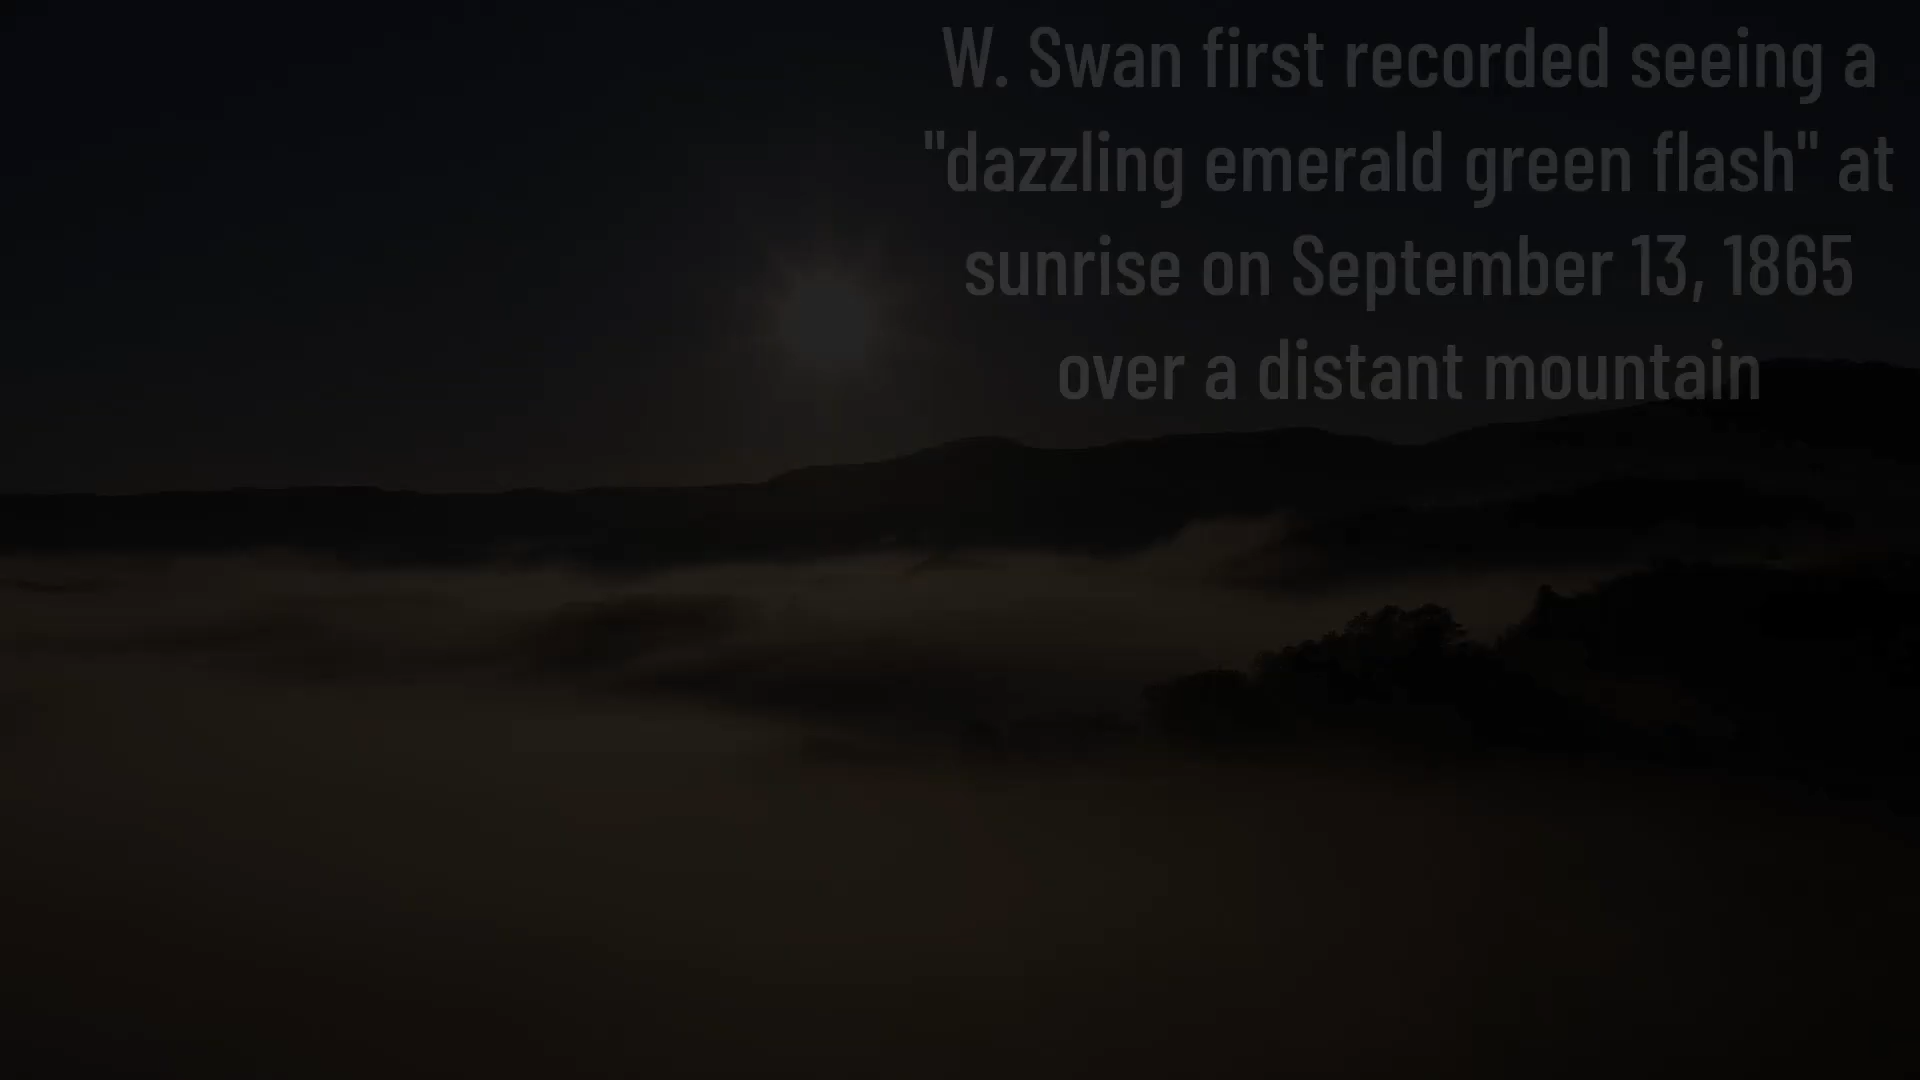 W. Swan first recorded seeing a
"dazzling emerald green flash" at
sunrise on September 13, 1865
over a distant mountain